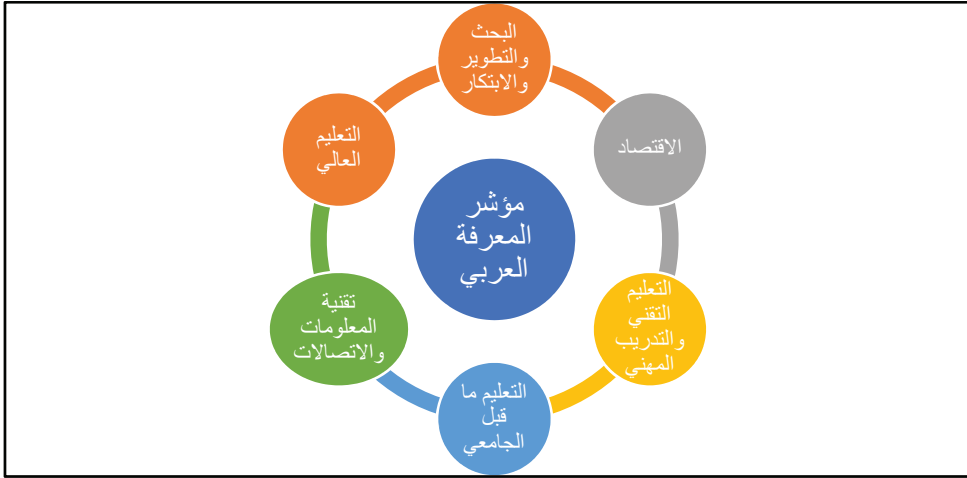 البحث
والتطوير
والابتكار
الاقتصاد
التعليم
التقني
والتدريب
المهني
التعليم ما
قبل
الجامعي
تقنية
المعلومات
والاتصالات
التعليم
العالي
مؤشر
المعرفة
العربي